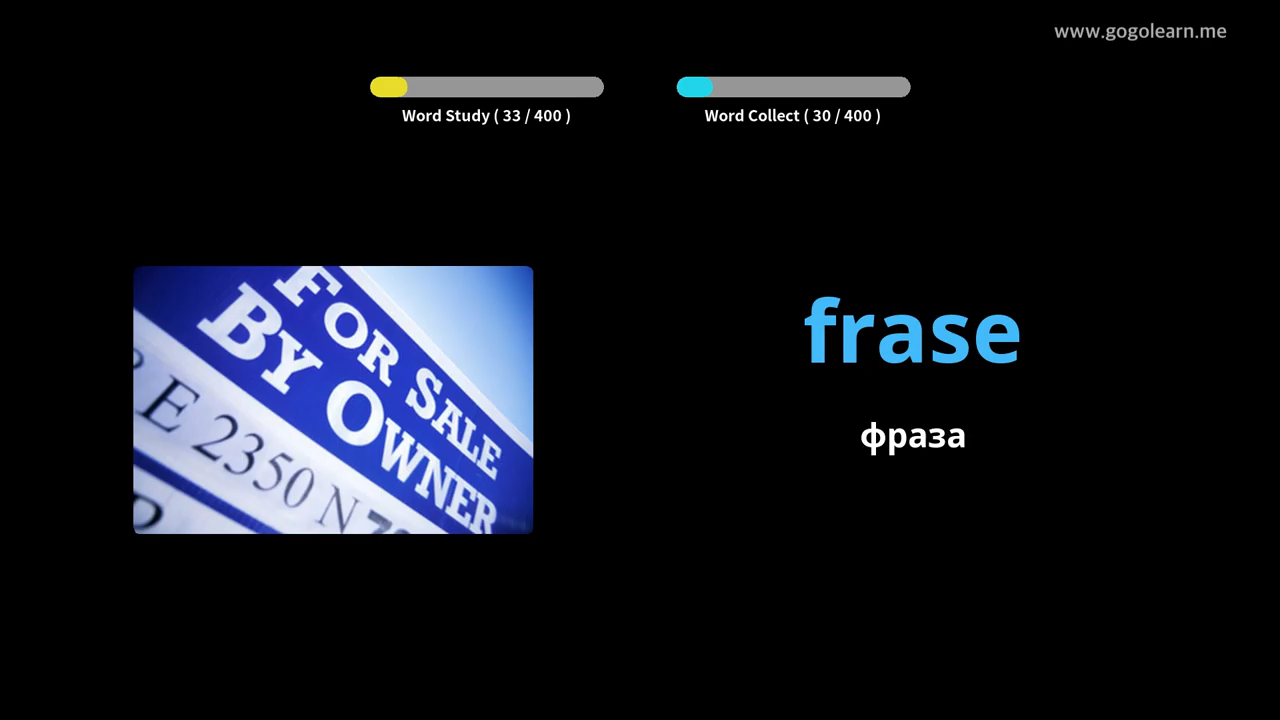 www.gogolearn.me
Word Study ( 33 / 400 )
Word Collect ( 30 / 400 )
FOR SALE
BY OWNER
E 2350 N
frase
фраза